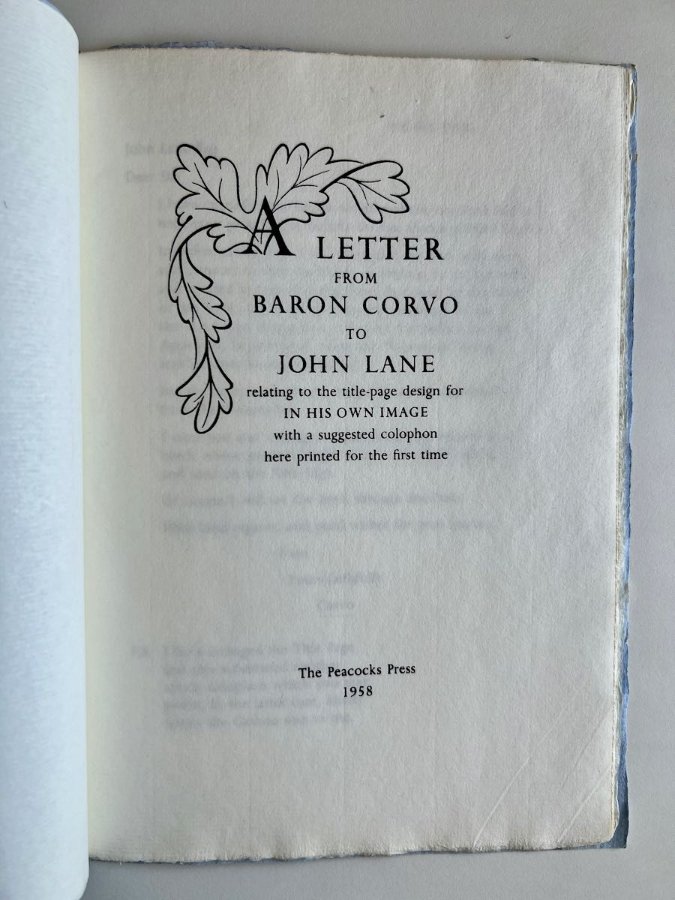 A LETTER
FROM
BARON CORVO
TO
JOHN LANE
relating to the title-page design for
IN HIS OWN IMAGE
with a suggested colophon
here printed for the first time
The Peacocks Press
1958